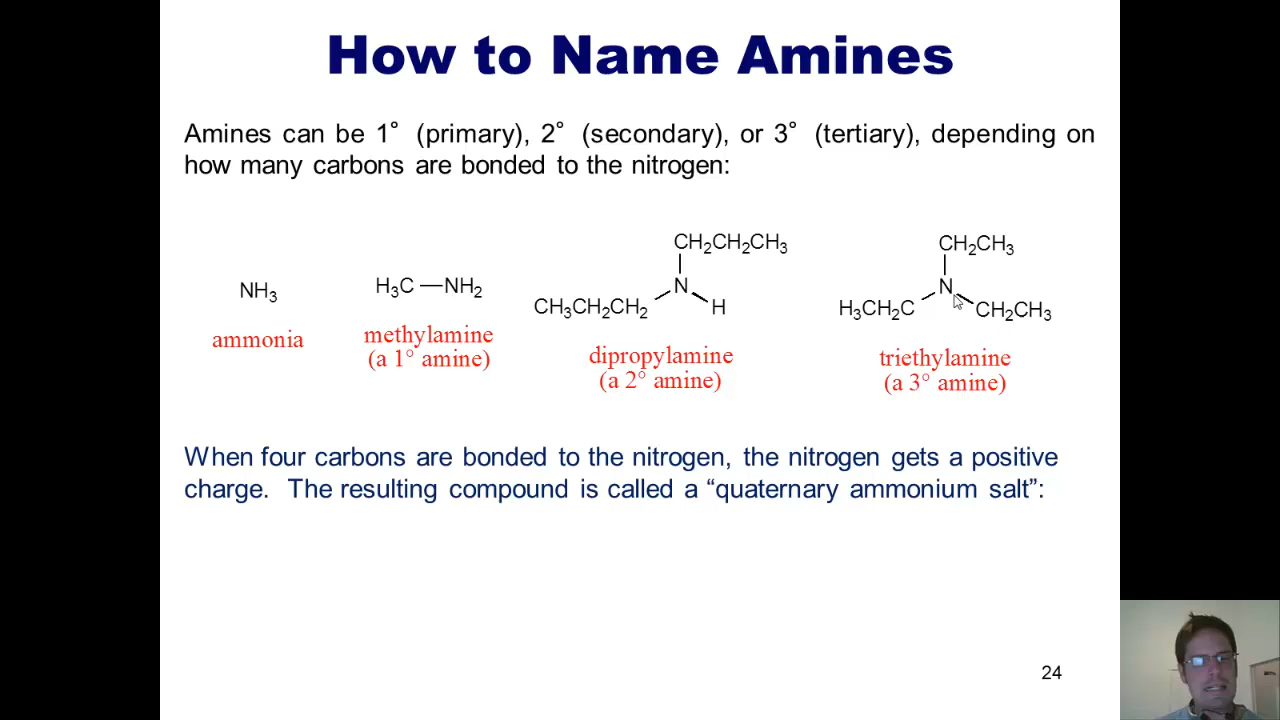 How to Name Amines
Amines can be 1° (primary), 2° (secondary), or 3° (tertiary), depending on
how many carbons are bonded to the nitrogen:
NH₃
ammonia
H₃C—NH₂
methylamine
(a 1° amine)
CH₂CH₂CH₃
N
CH₃CH₂CH₂
H
dipropylamine
(a 2° amine)
CH₂CH₃
N
H₃CH₂C
CH₂CH₃
triethylamine
(a 3° amine)
When four carbons are bonded to the nitrogen, the nitrogen gets a positive
charge. The resulting compound is called a “quaternary ammonium salt”:
24